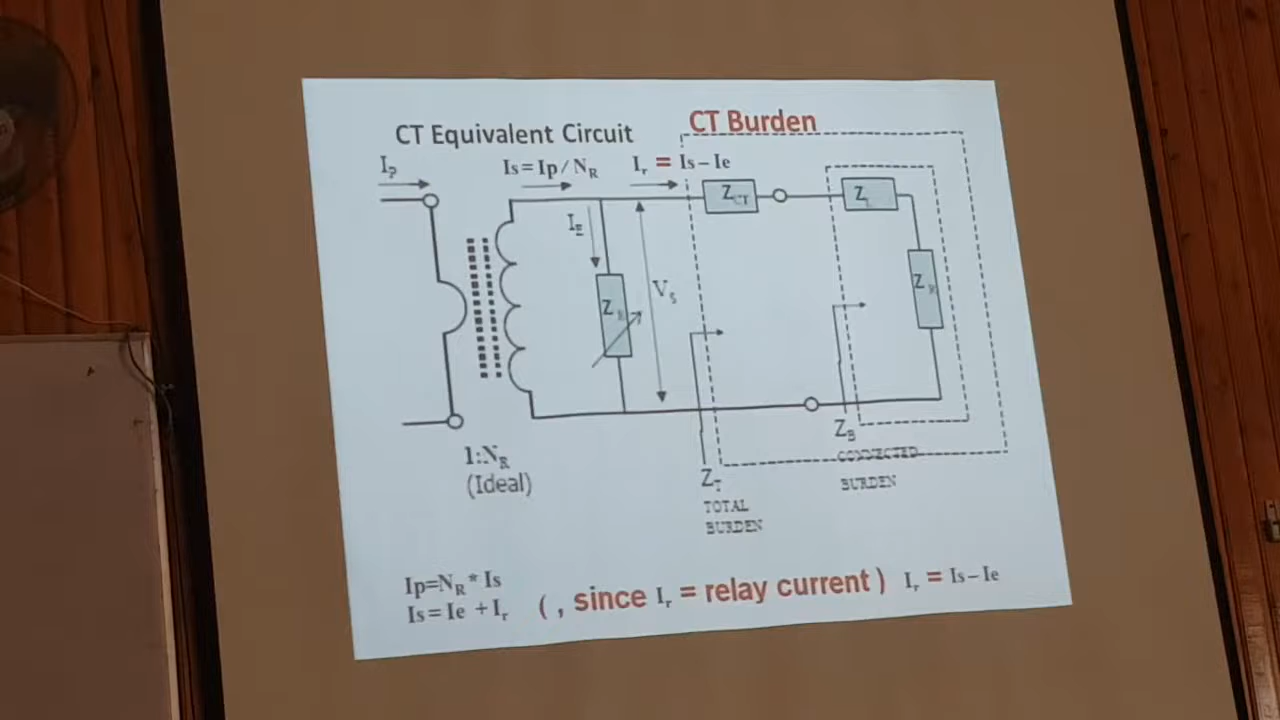 CT Equivalent Circuit
CT Burden
Ip
Is = Ip / NR
Ir = Is – Ie
ZCT
ZL
IE
ZE
Vs
ZR
1:NR
(Ideal)
ZB
CONNECTED
BURDEN
ZT
TOTAL
BURDEN
Ip=NR * Is
Is = Ie + Ir ( , since Ir = relay current ) Ir = Is – Ie